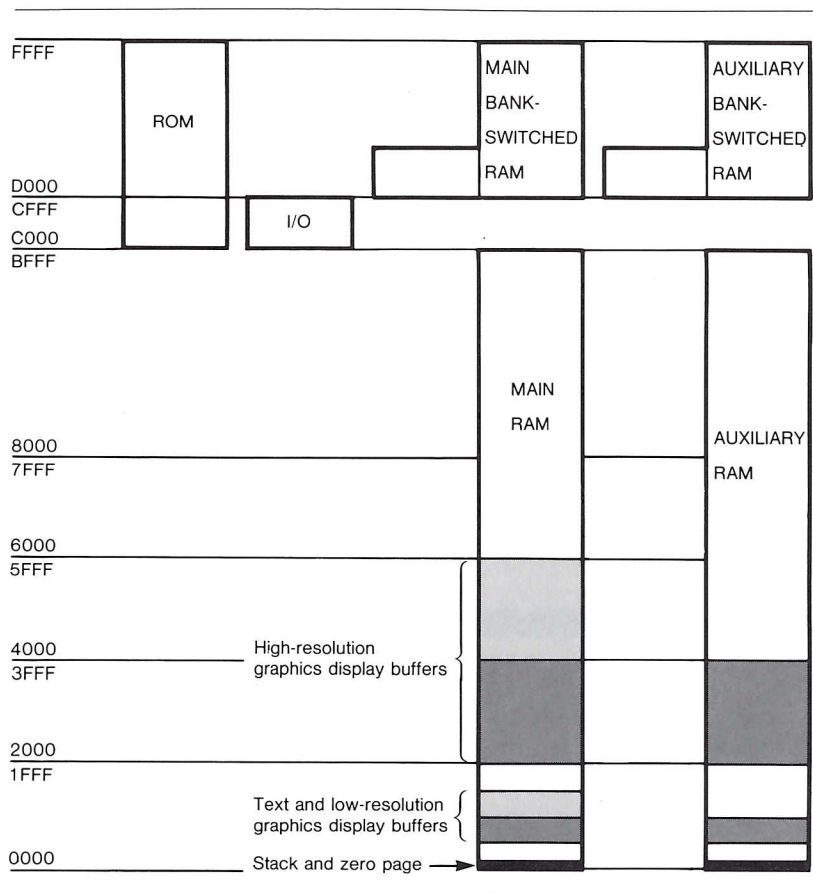 FFFF
ROM
MAIN
BANK-
SWITCHED
RAM
AUXILIARY
BANK-
SWITCHED
RAM
D000
CFFF
I/O
C000
BFFF
MAIN
RAM
AUXILIARY
RAM
8000
7FFF
6000
5FFF
High-resolution
graphics display buffers
4000
3FFF
2000
1FFF
Text and low-resolution
graphics display buffers
0000
Stack and zero page